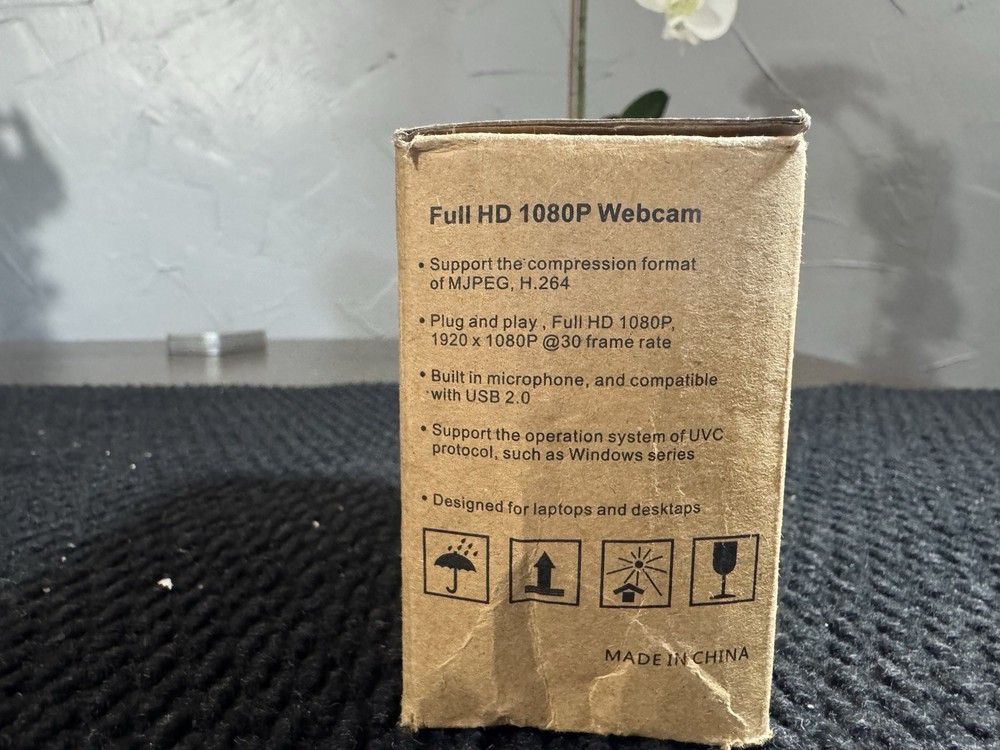 Full HD 1080P Webcam
• Support the compression format
of MJPEG, H.264
• Plug and play , Full HD 1080P,
1920 x 1080P @30 frame rate
• Built in microphone, and compatible
with USB 2.0
• Support the operation system of UVC
protocol, such as Windows series
• Designed for laptops and desktaps
MADE IN CHINA